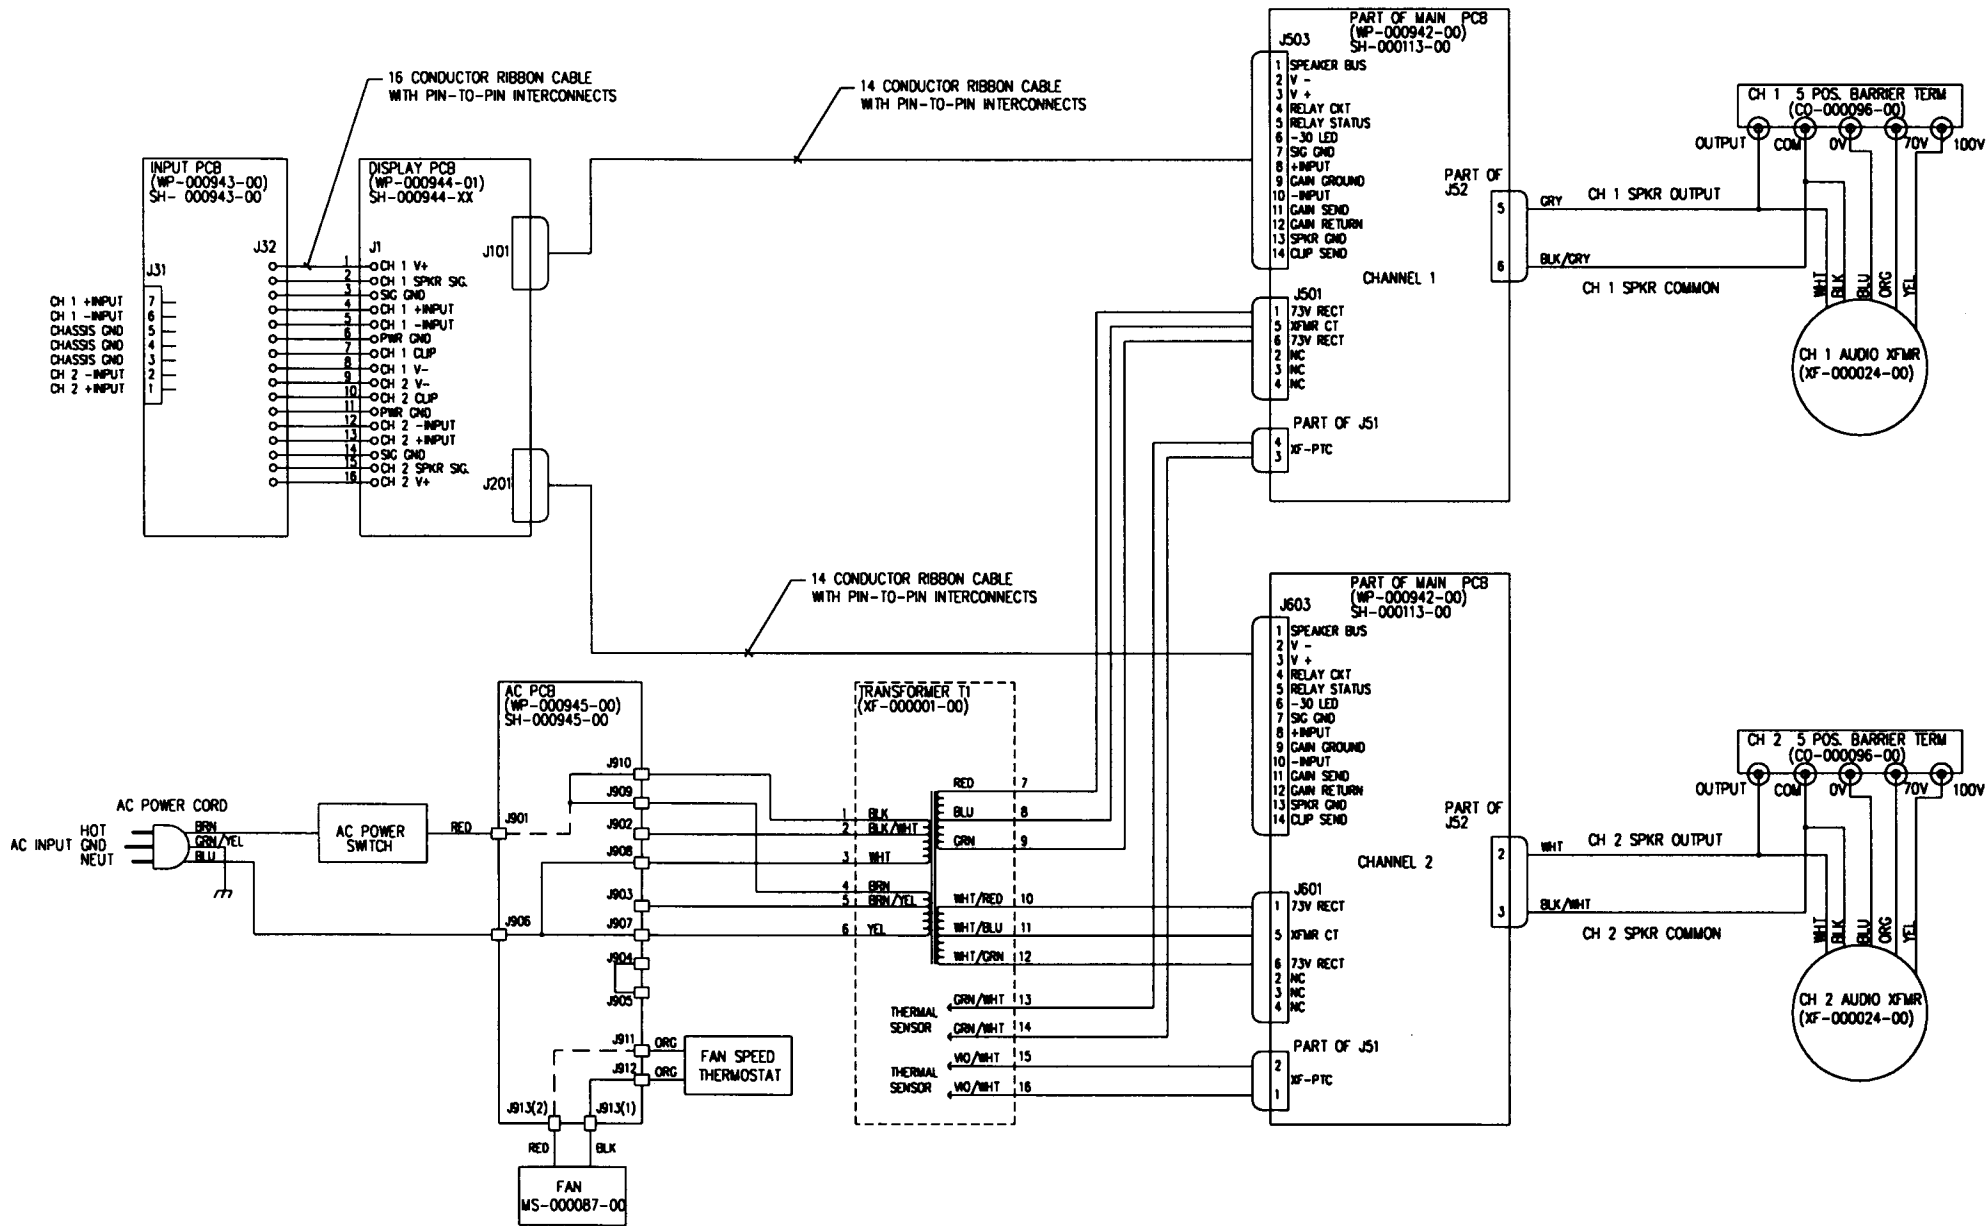 16 CONDUCTOR RIBBON CABLE
WITH PIN-TO-PIN INTERCONNECTS
14 CONDUCTOR RIBBON CABLE
WITH PIN-TO-PIN INTERCONNECTS
INPUT PCB
(WP-000943-00)
SH- 000943-00
J31
J32
CH 1 +INPUT 7
CH 1 -INPUT 6
CHASSIS GND 5
CHASSIS GND 4
CHASSIS GND 3
CH 2 -INPUT 2
CH 2 +INPUT 1
DISPLAY PCB
(WP-000944-01)
SH-000944-XX
J1
J101
J201
1 CH 1 V+
2 CH 1 SPKR SIG.
3 SIG GND
4 CH 1 +INPUT
5 CH 1 -INPUT
6 PWR GND
7 CH 1 CLIP
8 CH 1 V-
9 CH 2 V-
10 CH 2 CLIP
11 PWR GND
12 CH 2 -INPUT
13 CH 2 +INPUT
14 SIG GND
15 CH 2 SPKR SIG.
16 CH 2 V+
PART OF MAIN PCB
(WP-000942-00)
SH-000113-00
J503
1 SPEAKER BUS
2 V -
3 V +
4 RELAY CKT
5 RELAY STATUS
6 -30 LED
7 SIG GND
8 +INPUT
9 GAIN GROUND
10 -INPUT
11 GAIN SEND
12 GAIN RETURN
13 SPKR GND
14 CLIP SEND
CHANNEL 1
J501
1 73V RECT
5 XFMR CT
6 73V RECT
2 NC
3 NC
4 NC
PART OF J51
4
3
XF-PTC
PART OF
J52
5
6
GRY
CH 1 SPKR OUTPUT
BLK/GRY
CH 1 SPKR COMMON
CH 1 5 POS. BARRIER TERM
(CO-000096-00)
OUTPUT COM 0V 70V 100V
WHT BLK BLU ORG YEL
CH 1 AUDIO XFMR
(XF-000024-00)
14 CONDUCTOR RIBBON CABLE
WITH PIN-TO-PIN INTERCONNECTS
PART OF MAIN PCB
(WP-000942-00)
SH-000113-00
J603
1 SPEAKER BUS
2 V -
3 V +
4 RELAY CKT
5 RELAY STATUS
6 -30 LED
7 SIG GND
8 +INPUT
9 GAIN GROUND
10 -INPUT
11 GAIN SEND
12 GAIN RETURN
13 SPKR GND
14 CLIP SEND
CHANNEL 2
J601
1 73V RECT
5 XFMR CT
6 73V RECT
2 NC
3 NC
4 NC
PART OF J51
2
1
XF-PTC
PART OF
J52
2
3
WHT
CH 2 SPKR OUTPUT
BLK/WHT
CH 2 SPKR COMMON
CH 2 5 POS. BARRIER TERM
(CO-000096-00)
OUTPUT COM 0V 70V 100V
WHT BLK BLU ORG YEL
CH 2 AUDIO XFMR
(XF-000024-00)
AC POWER CORD
AC INPUT
HOT
GND
NEUT
BRN
GRN/YEL
BLU
AC POWER
SWITCH
RED
AC PCB
(WP-000945-00)
SH-000945-00
J901
J906
J910
J909
J902
J908
J903
J907
J904
J905
J911
J912
J913(2)
J913(1)
ORG
ORG
FAN SPEED
THERMOSTAT
RED
BLK
FAN
MS-000087-00
TRANSFORMER T1
(XF-000001-00)
1 BLK
2 BLK/WHT
3 WHT
4 BRN
5 BRN/YEL
6 YEL
RED 7
BLU 8
GRN 9
WHT/RED 10
WHT/BLU 11
WHT/GRN 12
THERMAL
SENSOR
GRN/WHT 13
GRN/WHT 14
THERMAL
SENSOR
VIO/WHT 15
VIO/WHT 16